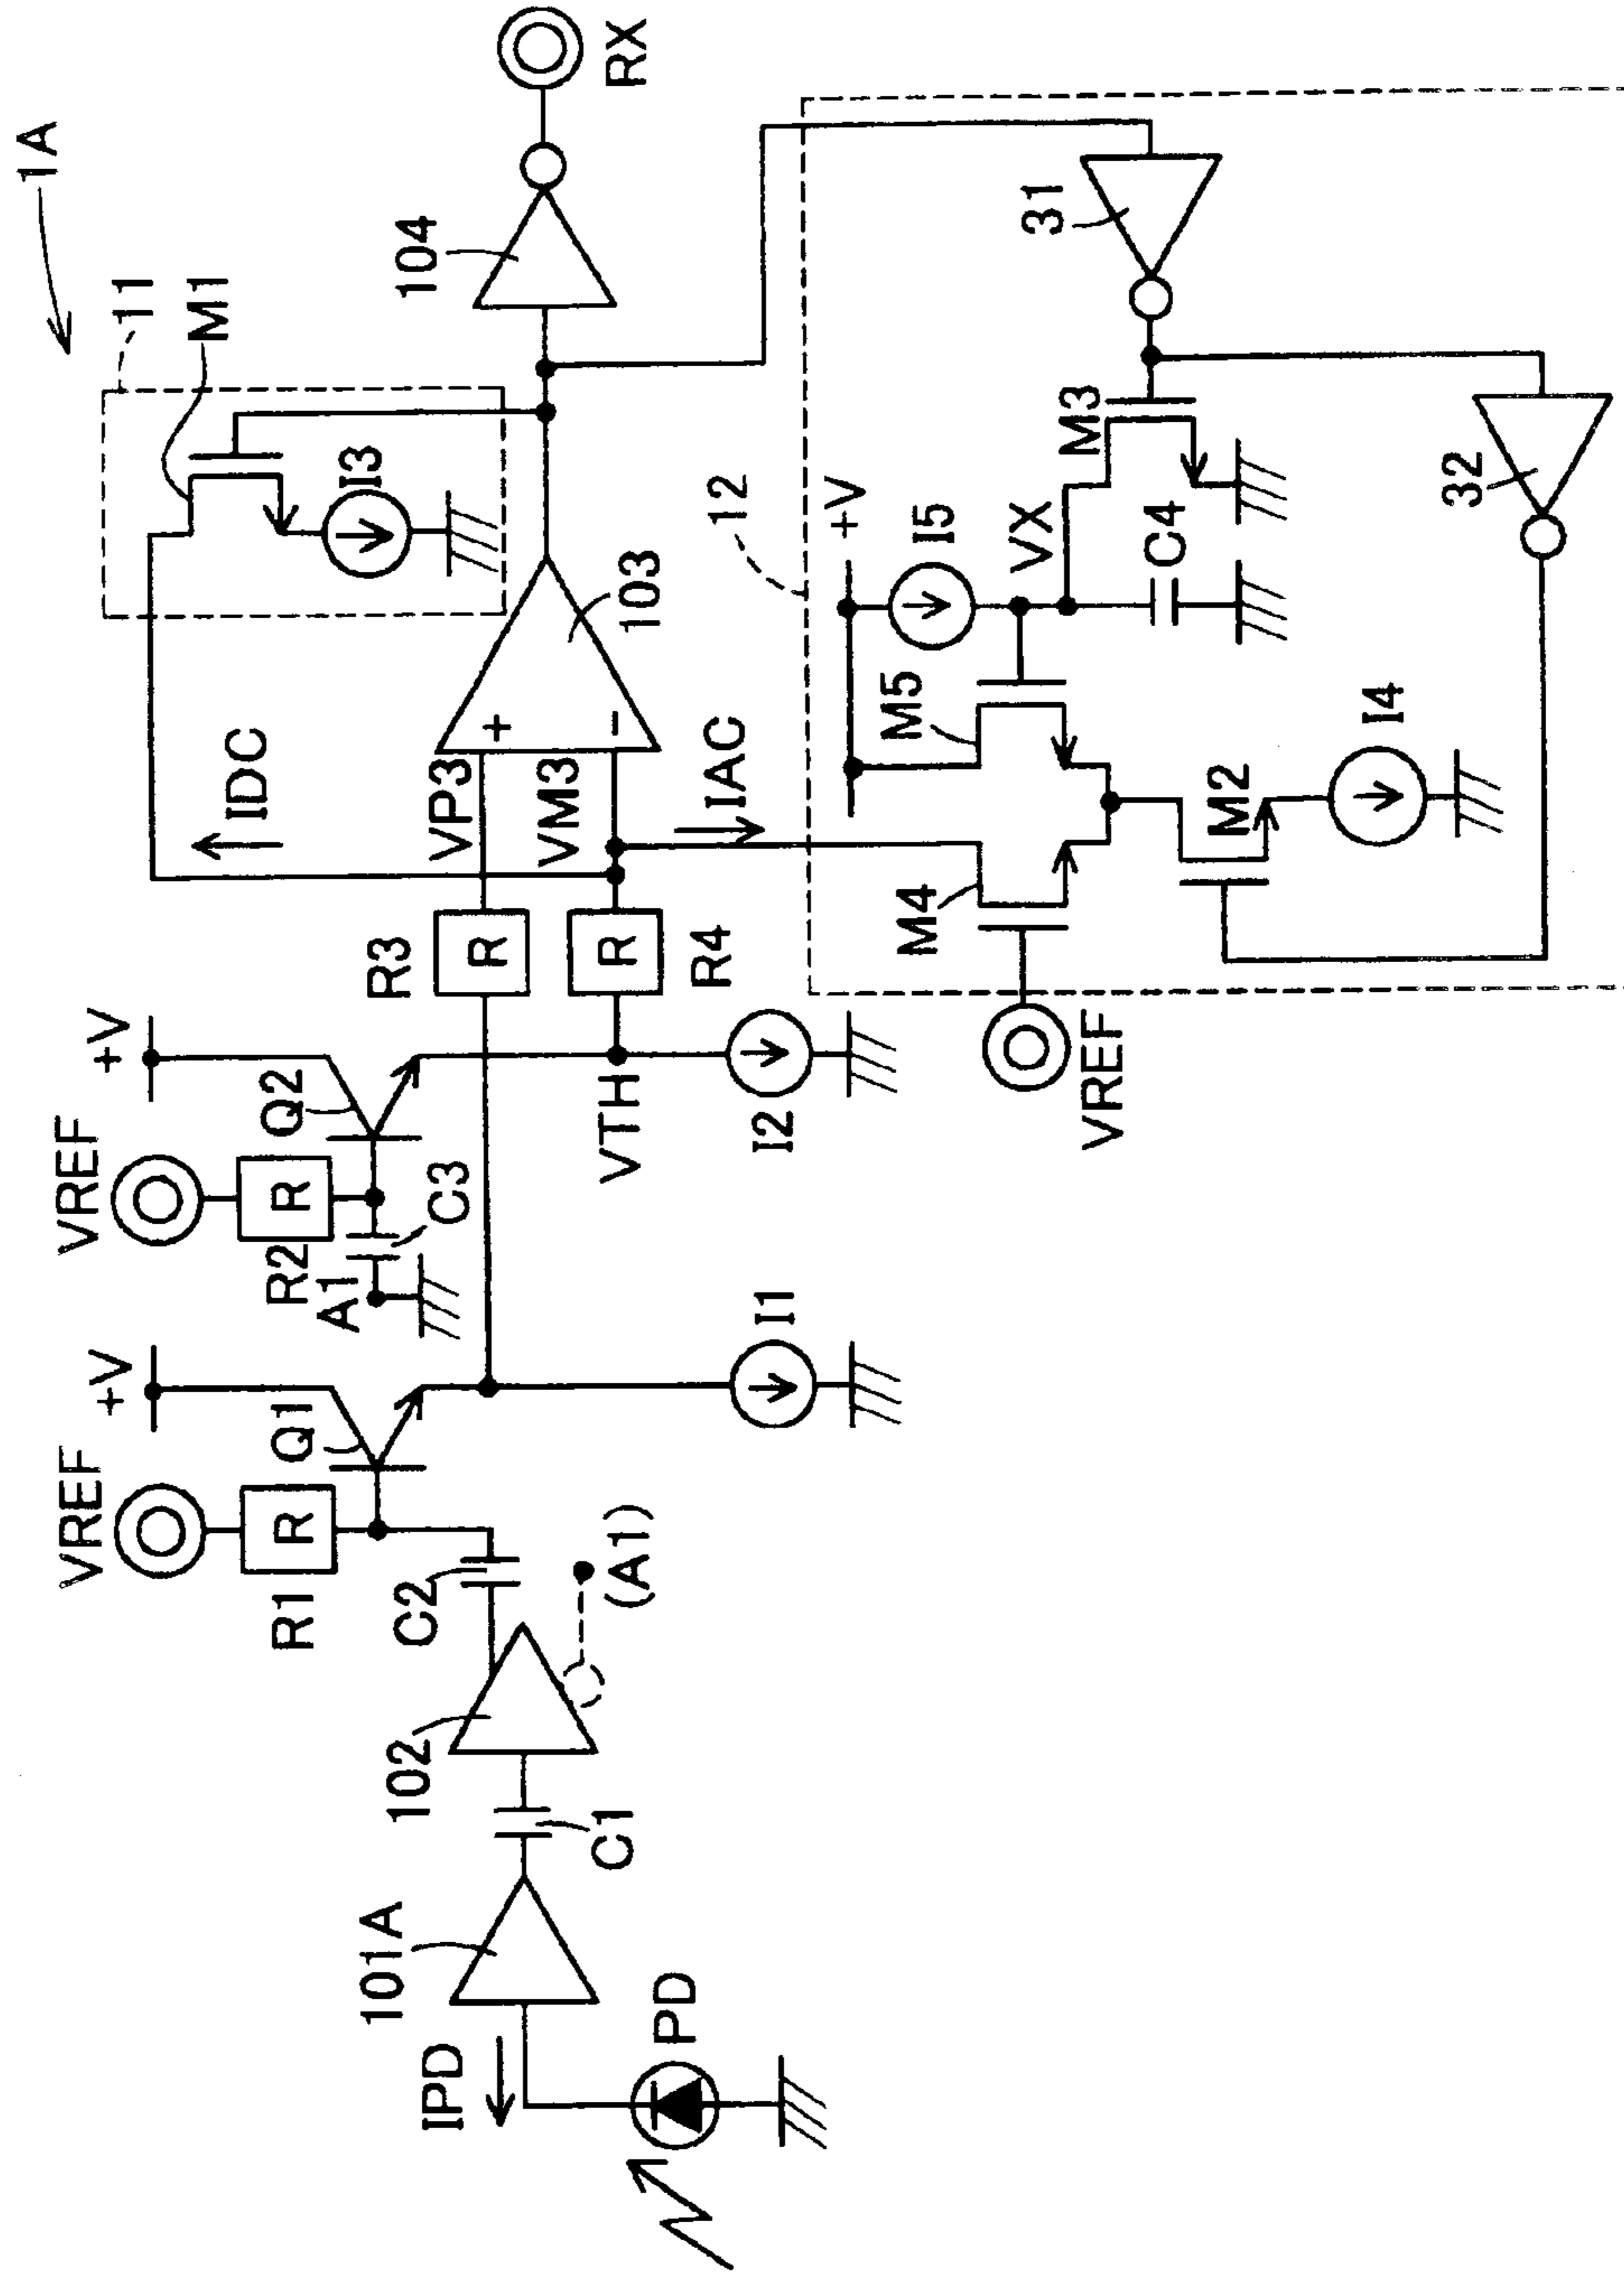 1A
11
M1
I3
104
RX
IDC
103
+
-
VP3
VM3
IAC
R3
R
R
R4
VREF
+V
Q2
R
R2
A1
C3
VTH
I2
VREF
+V
Q1
R
R1
C2
I1
102
(A1)
C1
101A
IPD
PD
12
+V
I5
VX
C4
M3
31
32
M5
M4
M2
I4
VREF